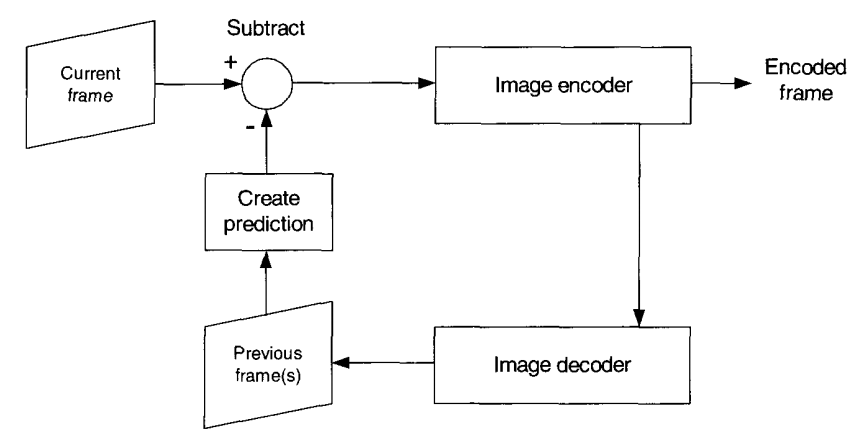 Subtract
Current
frame
+
-
Image encoder
Encoded
frame
Create
prediction
Previous
frame(s)
Image decoder